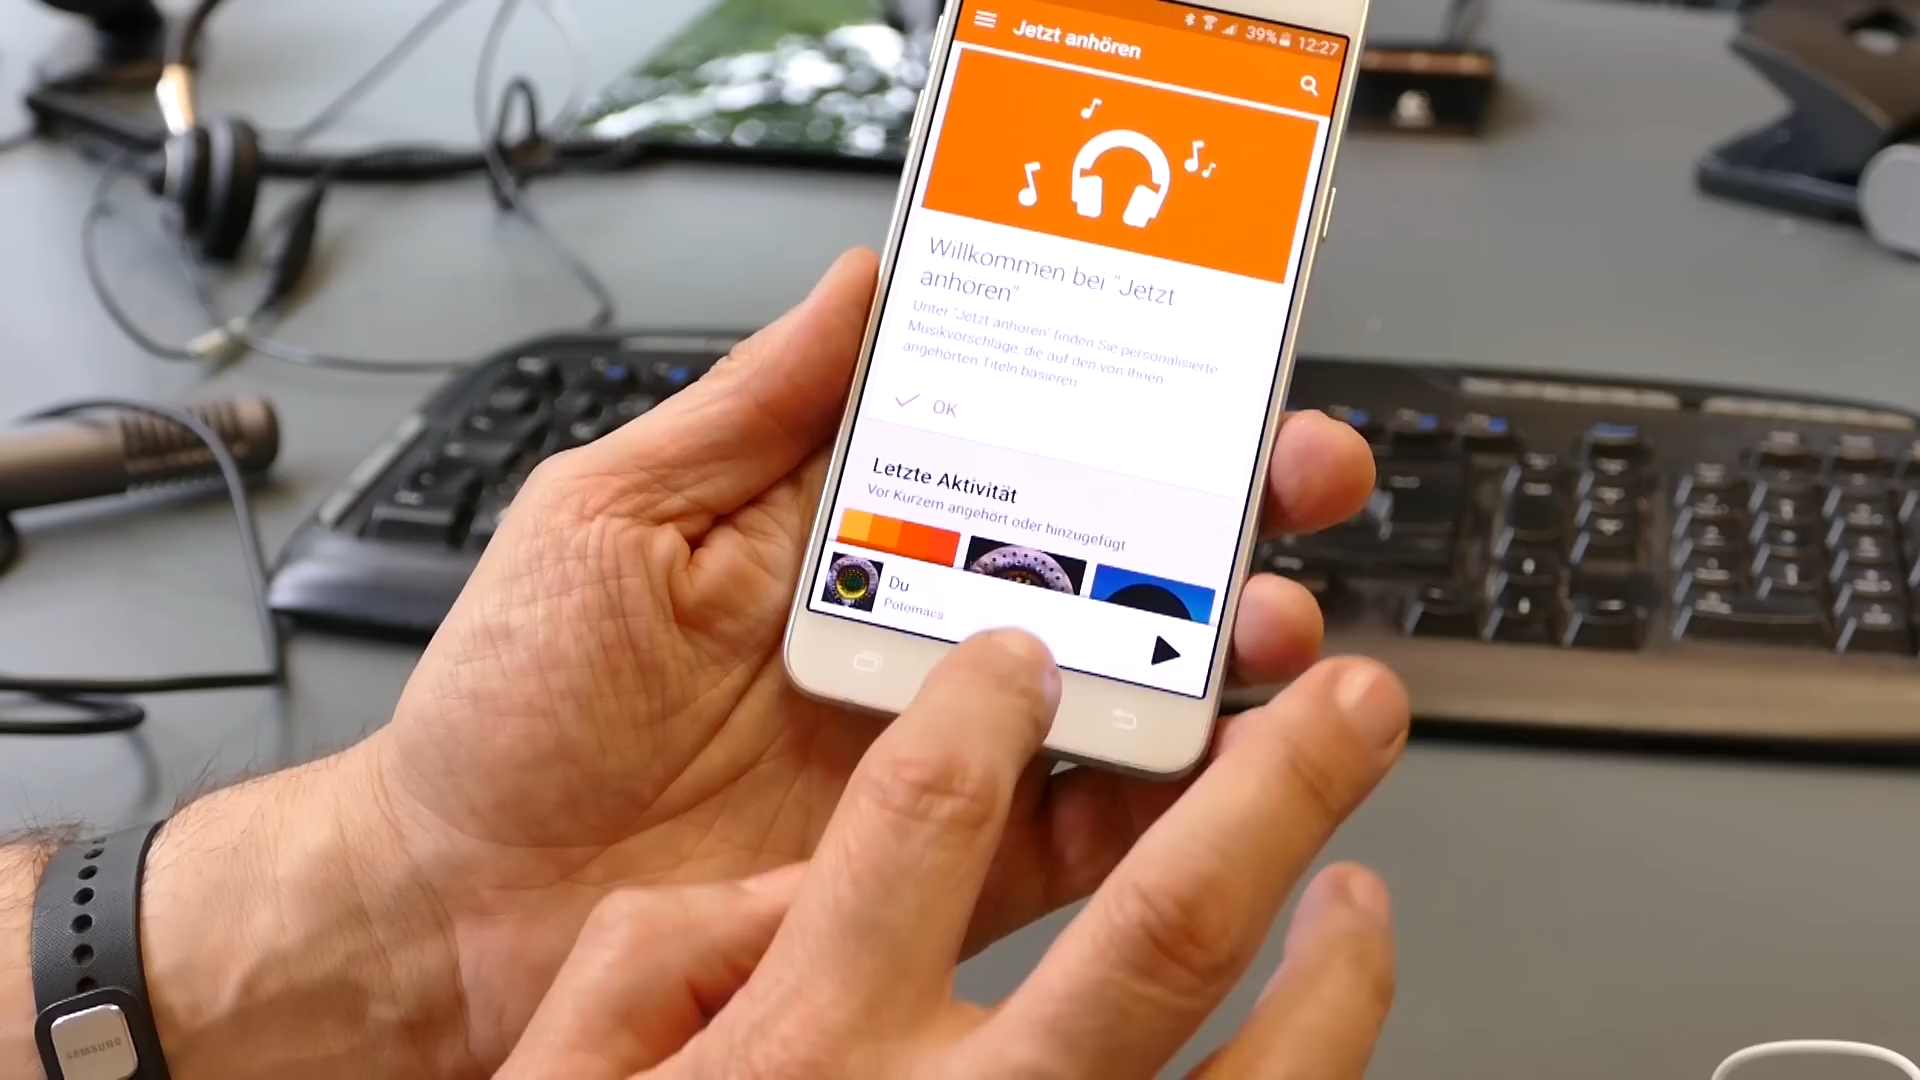 39% 12:27
Jetzt anhören
Willkommen bei "Jetzt
anhören"
Unter "Jetzt anhören" finden Sie personalisierte
Musikvorschläge, die auf den von Ihnen
angehörten Titeln basieren.
OK
Letzte Aktivität
Vor Kurzem angehört oder hinzugefügt
Du
Potomacs
SAMSUNG